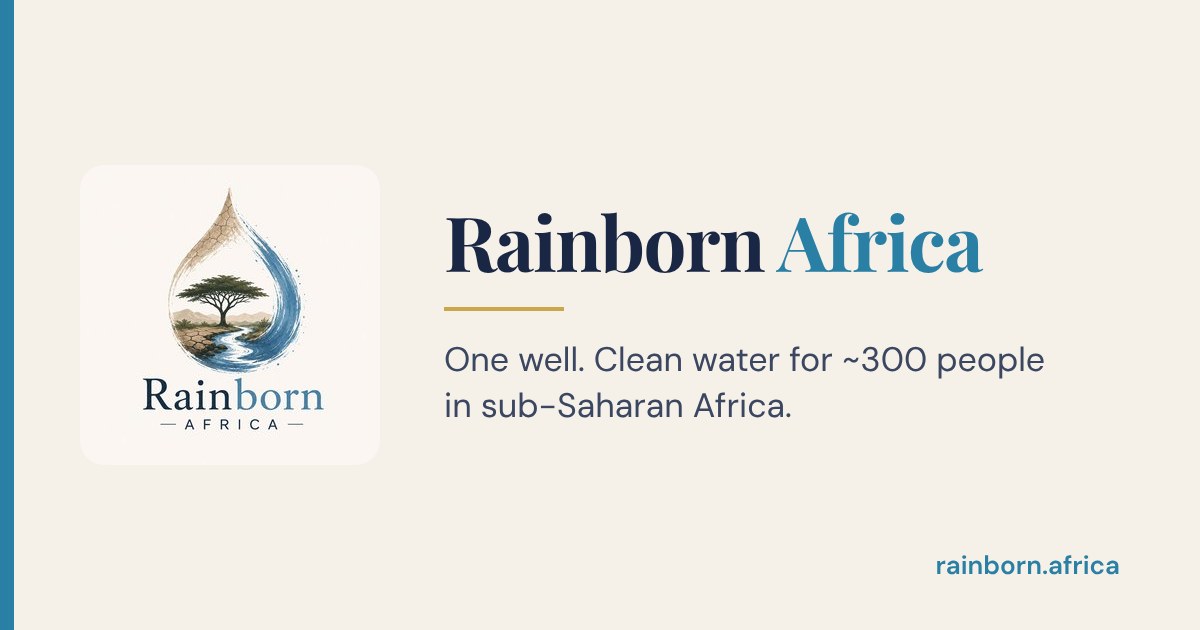 Rainborn
AFRICA
Rainborn Africa
One well. Clean water for ~300 people
in sub-Saharan Africa.
rainborn.africa